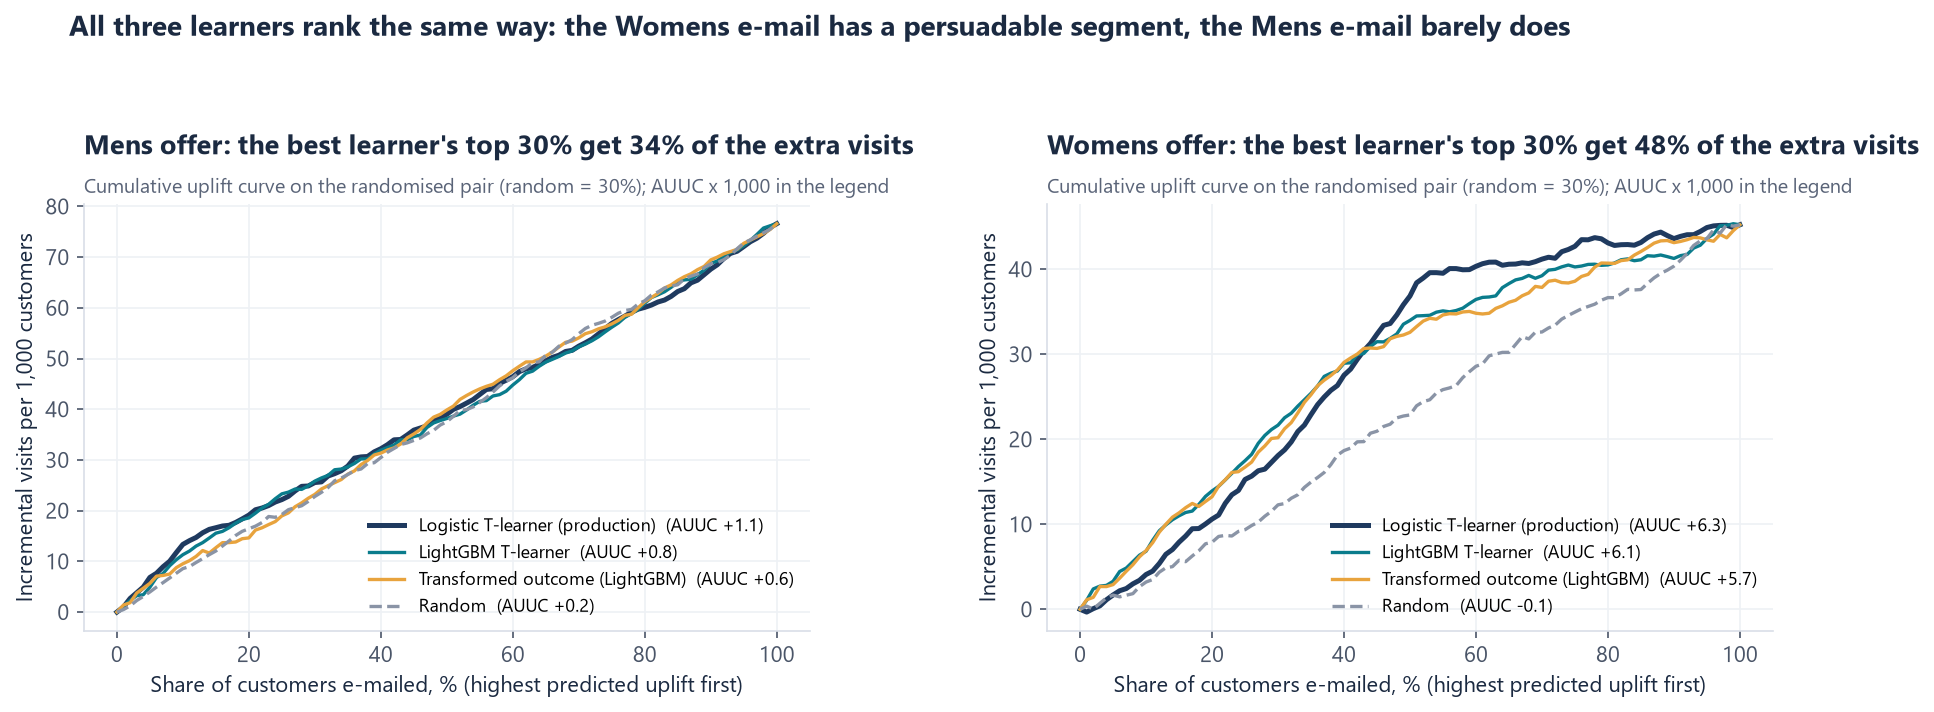 All three learners rank the same way: the Womens e-mail has a persuadable segment, the Mens e-mail barely does
Mens offer: the best learner's top 30% get 34% of the extra visits
Cumulative uplift curve on the randomised pair (random = 30%); AUUC x 1,000 in the legend
Incremental visits per 1,000 customers
80
70
60
50
40
30
20
10
0
Logistic T-learner (production) (AUUC +1.1)
LightGBM T-learner (AUUC +0.8)
Transformed outcome (LightGBM) (AUUC +0.6)
Random (AUUC +0.2)
0 20 40 60 80 100
Share of customers e-mailed, % (highest predicted uplift first)
Womens offer: the best learner's top 30% get 48% of the extra visits
Cumulative uplift curve on the randomised pair (random = 30%); AUUC x 1,000 in the legend
Incremental visits per 1,000 customers
40
30
20
10
0
Logistic T-learner (production) (AUUC +6.3)
LightGBM T-learner (AUUC +6.1)
Transformed outcome (LightGBM) (AUUC +5.7)
Random (AUUC -0.1)
0 20 40 60 80 100
Share of customers e-mailed, % (highest predicted uplift first)